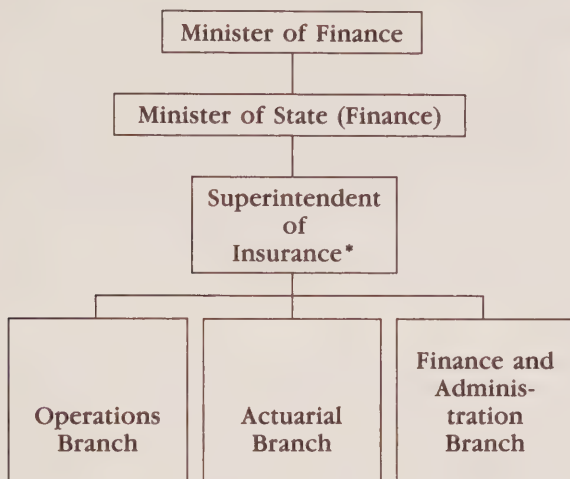 Minister of Finance
Minister of State (Finance)
Superintendent
of
Insurance*
Operations
Branch
Actuarial
Branch
Finance and
Adminis-
tration
Branch